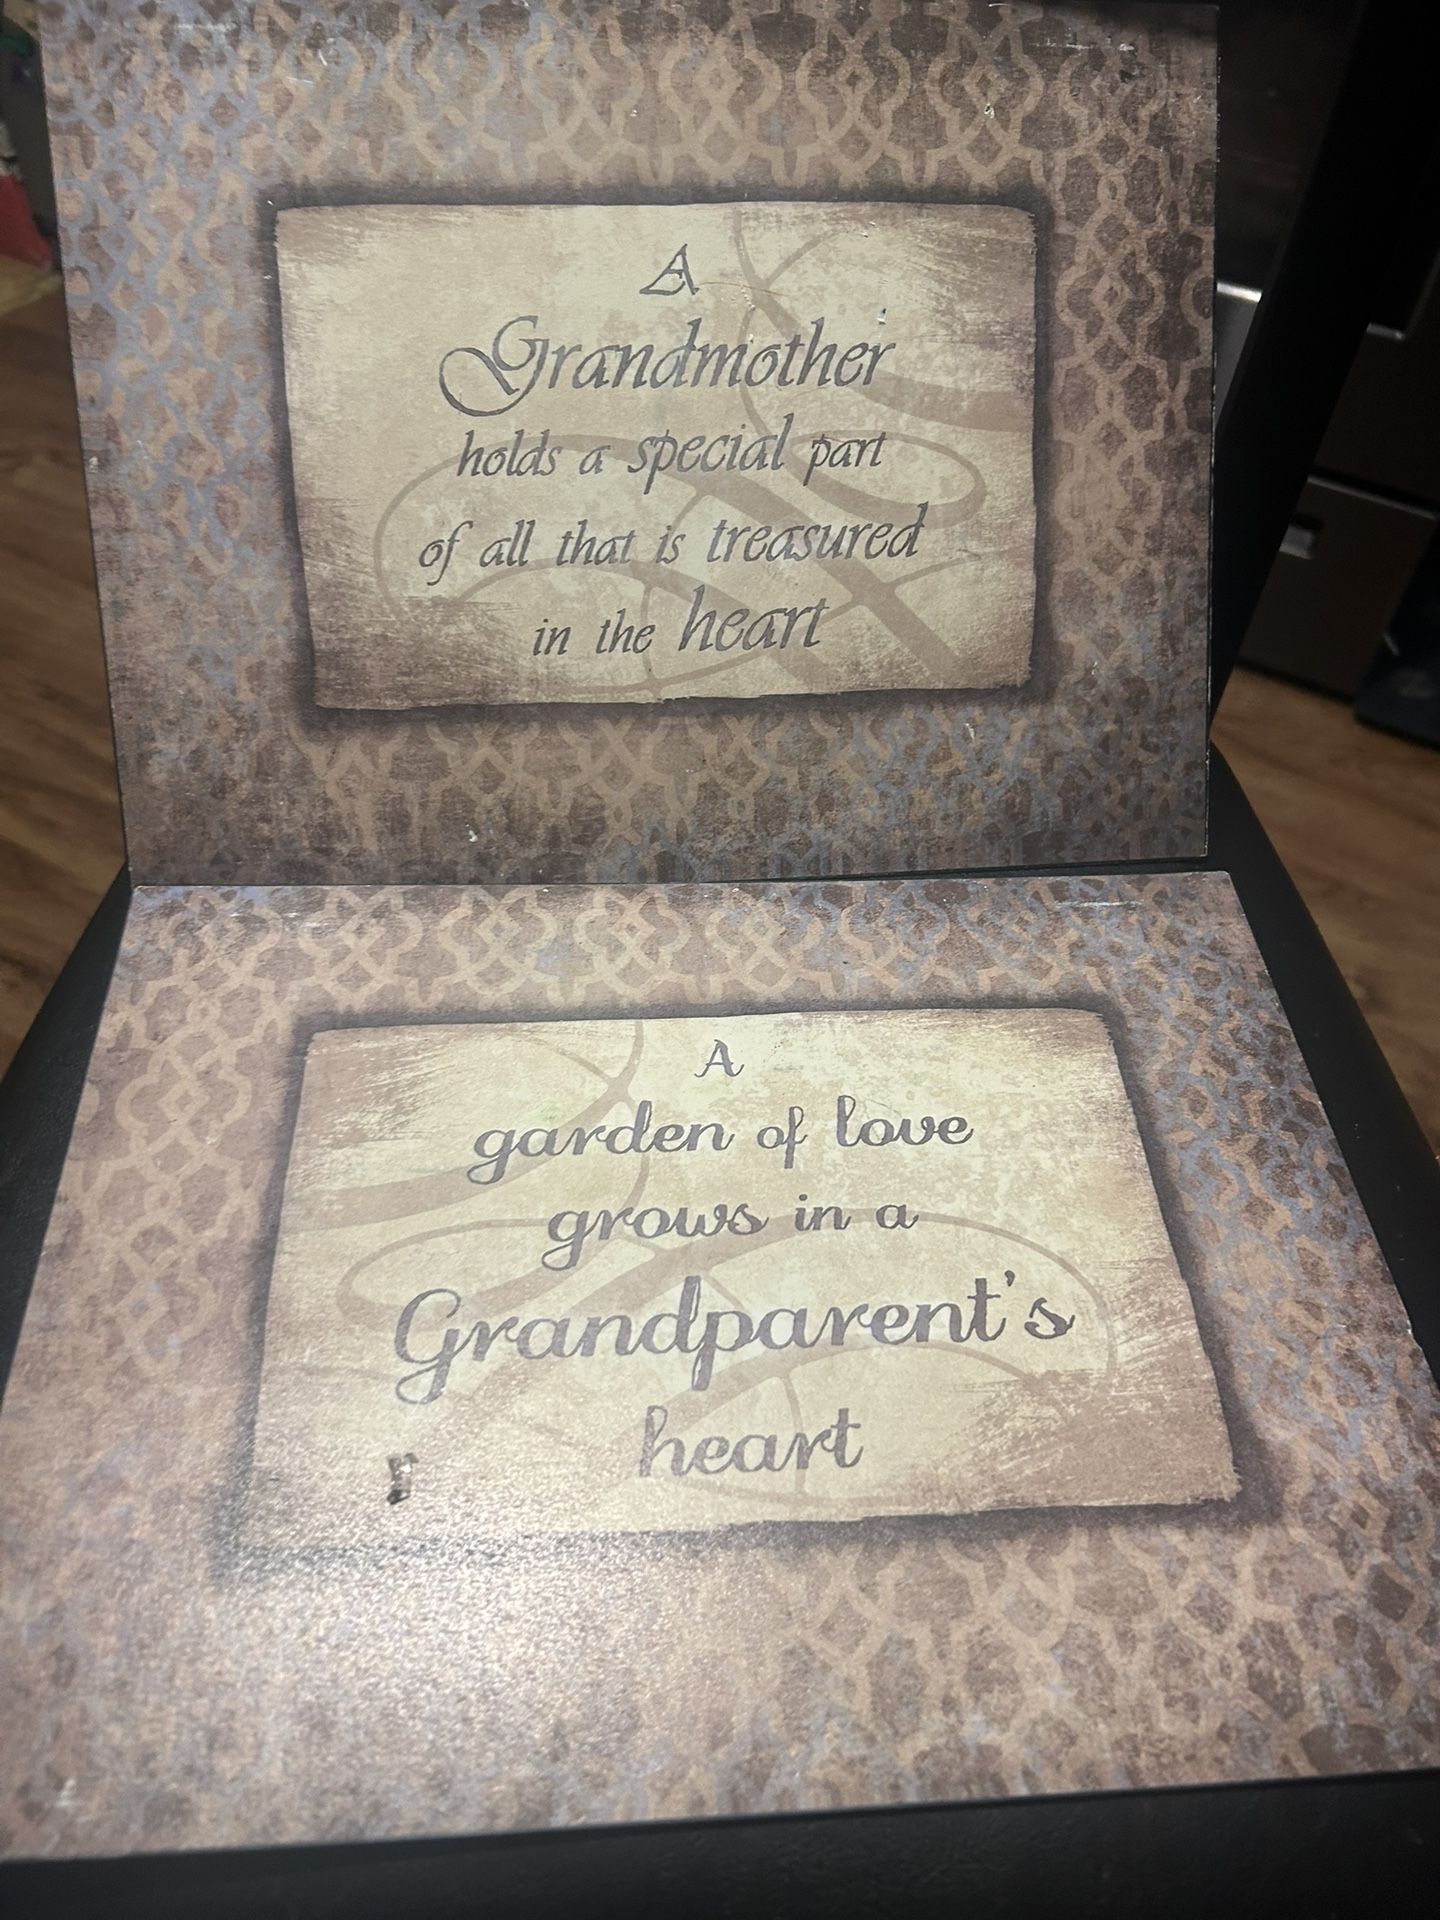 A
Grandmother
holds a special part
of all that is treasured
in the heart
A
garden of love
grows in a
Grandparent's
heart